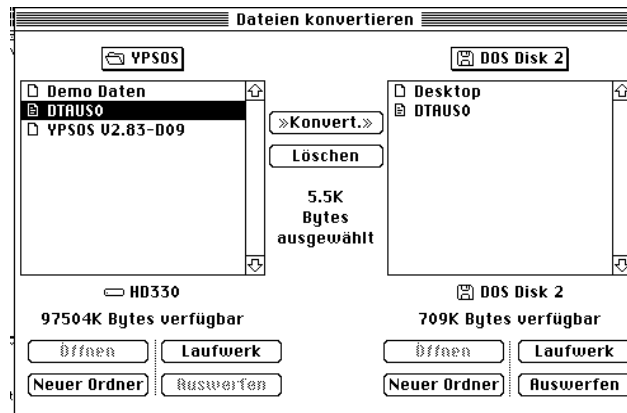 Dateien konvertieren
YPSOS
Demo Daten
DTAUS0
YPSOS V2.83-D09
»Konvert.»
Löschen
5.5K
Bytes
ausgewählt
HD330
97504K Bytes verfügbar
Öffnen
Laufwerk
Neuer Ordner
Auswerfen
DOS Disk 2
Desktop
DTAUS0
DOS Disk 2
709K Bytes verfügbar
Öffnen
Laufwerk
Neuer Ordner
Auswerfen